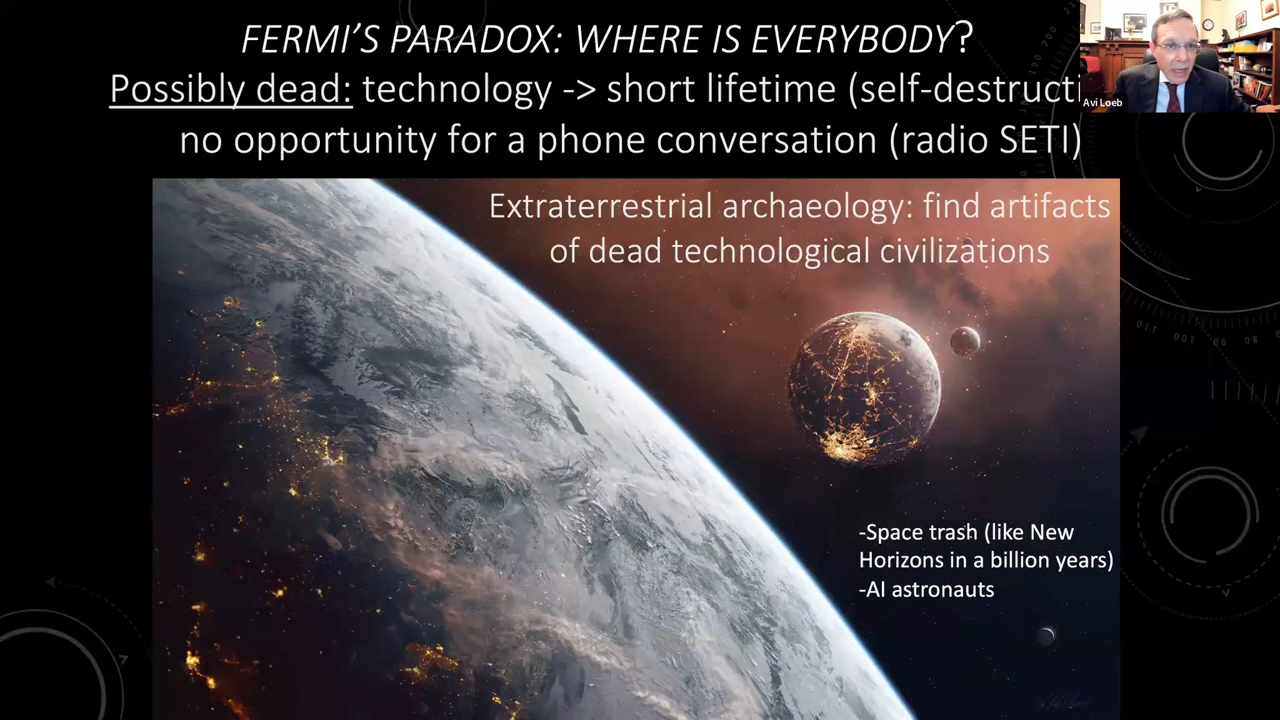 FERMI'S PARADOX: WHERE IS EVERYBODY?
Possibly dead: technology -> short lifetime (self-destructi
no opportunity for a phone conversation (radio SETI)
Avi Loeb
Extraterrestrial archaeology: find artifacts
of dead technological civilizations
-Space trash (like New
Horizons in a billion years)
-AI astronauts